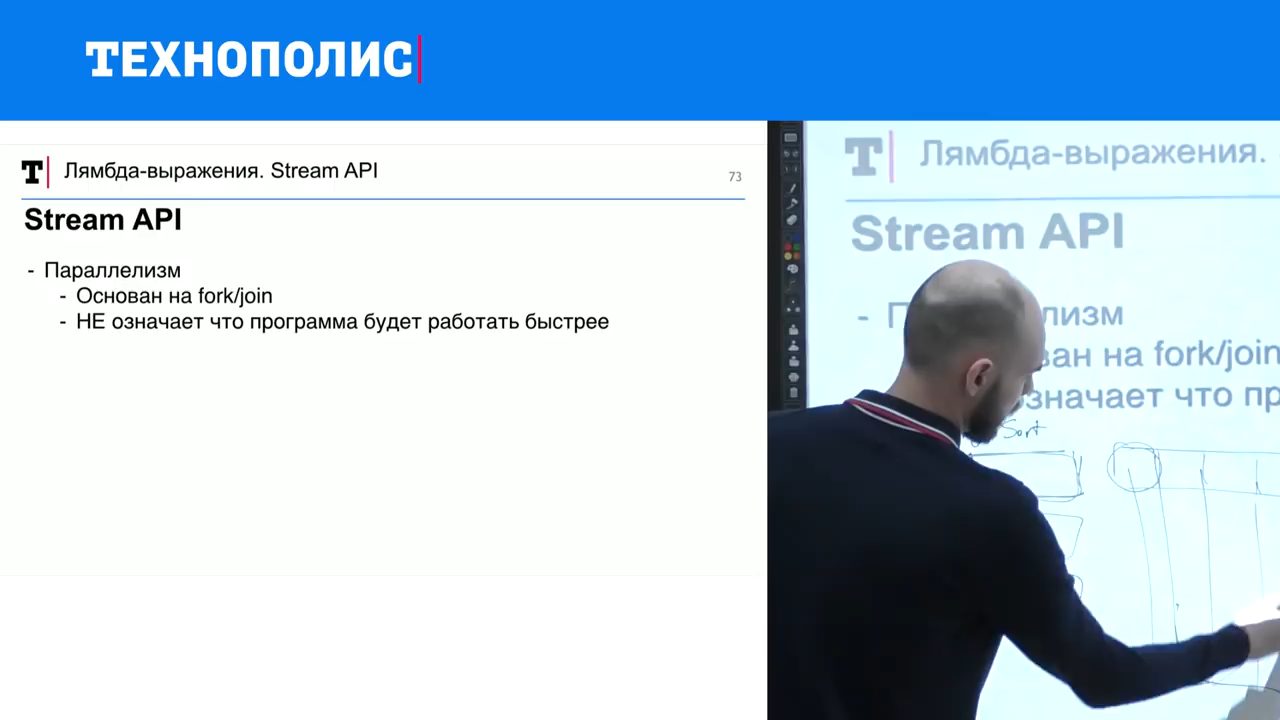 ТЕХНОПОЛИС
Т Лямбда-выражения. Stream API
73
Stream API
- Параллелизм
- Основан на fork/join
- НЕ означает что программа будет работать быстрее
Т Лямбда-выражения.
Stream API
- П лизм
ван на fork/join
означает что пр
Sort